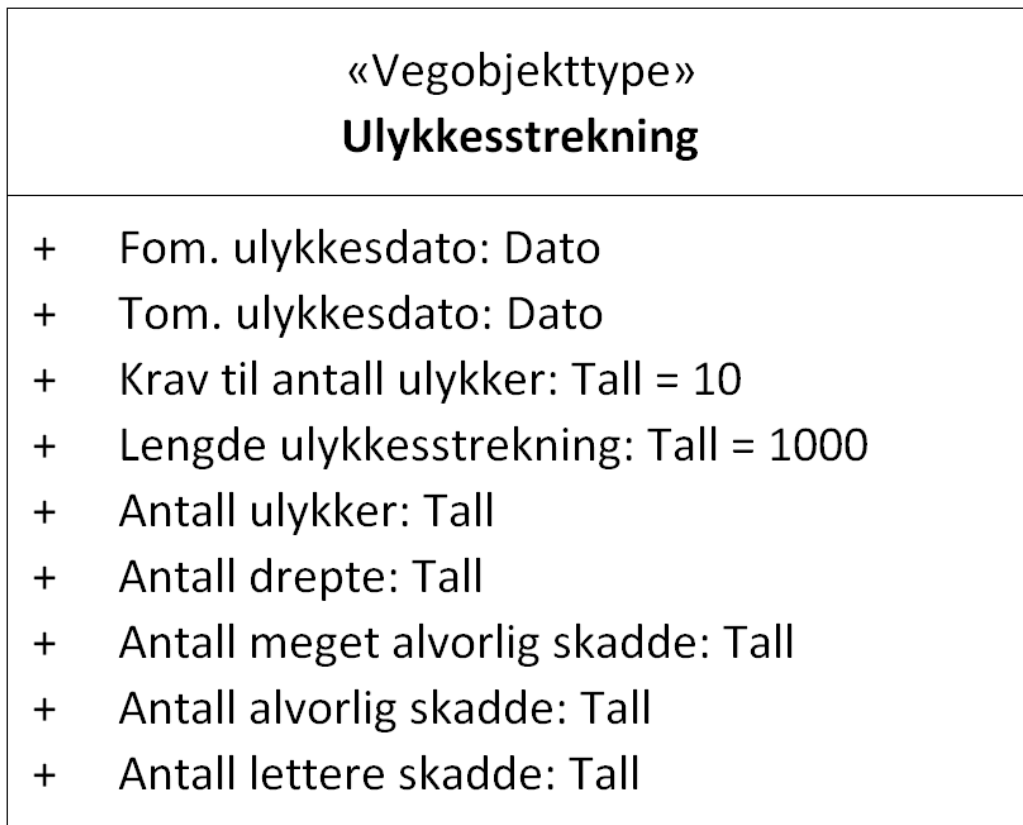 «Vegobjekttype»
Ulykkesstrekning
+ Fom. ulykkesdato: Dato
+ Tom. ulykkesdato: Dato
+ Krav til antall ulykker: Tall = 10
+ Lengde ulykkesstrekning: Tall = 1000
+ Antall ulykker: Tall
+ Antall drepte: Tall
+ Antall meget alvorlig skadde: Tall
+ Antall alvorlig skadde: Tall
+ Antall lettere skadde: Tall